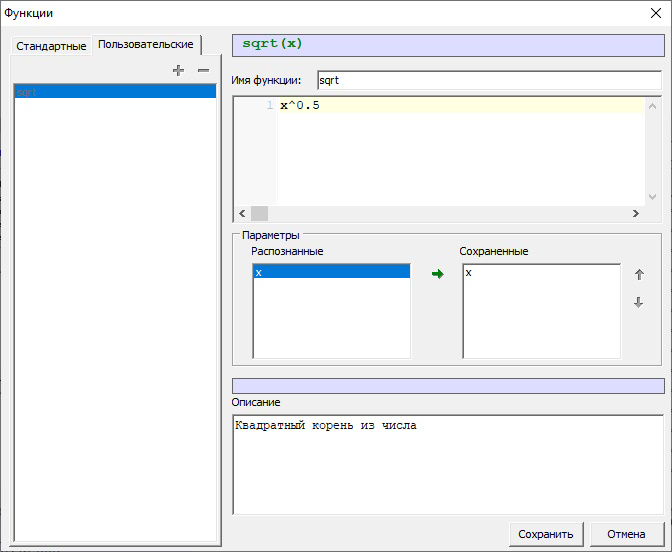 Функции
Стандартные
Пользовательские
sqrt
sqrt(x)
Имя функции:
sqrt
1 x^0.5
Параметры
Распознанные
Сохраненные
x
x
Описание
Квадратный корень из числа
Сохранить
Отмена